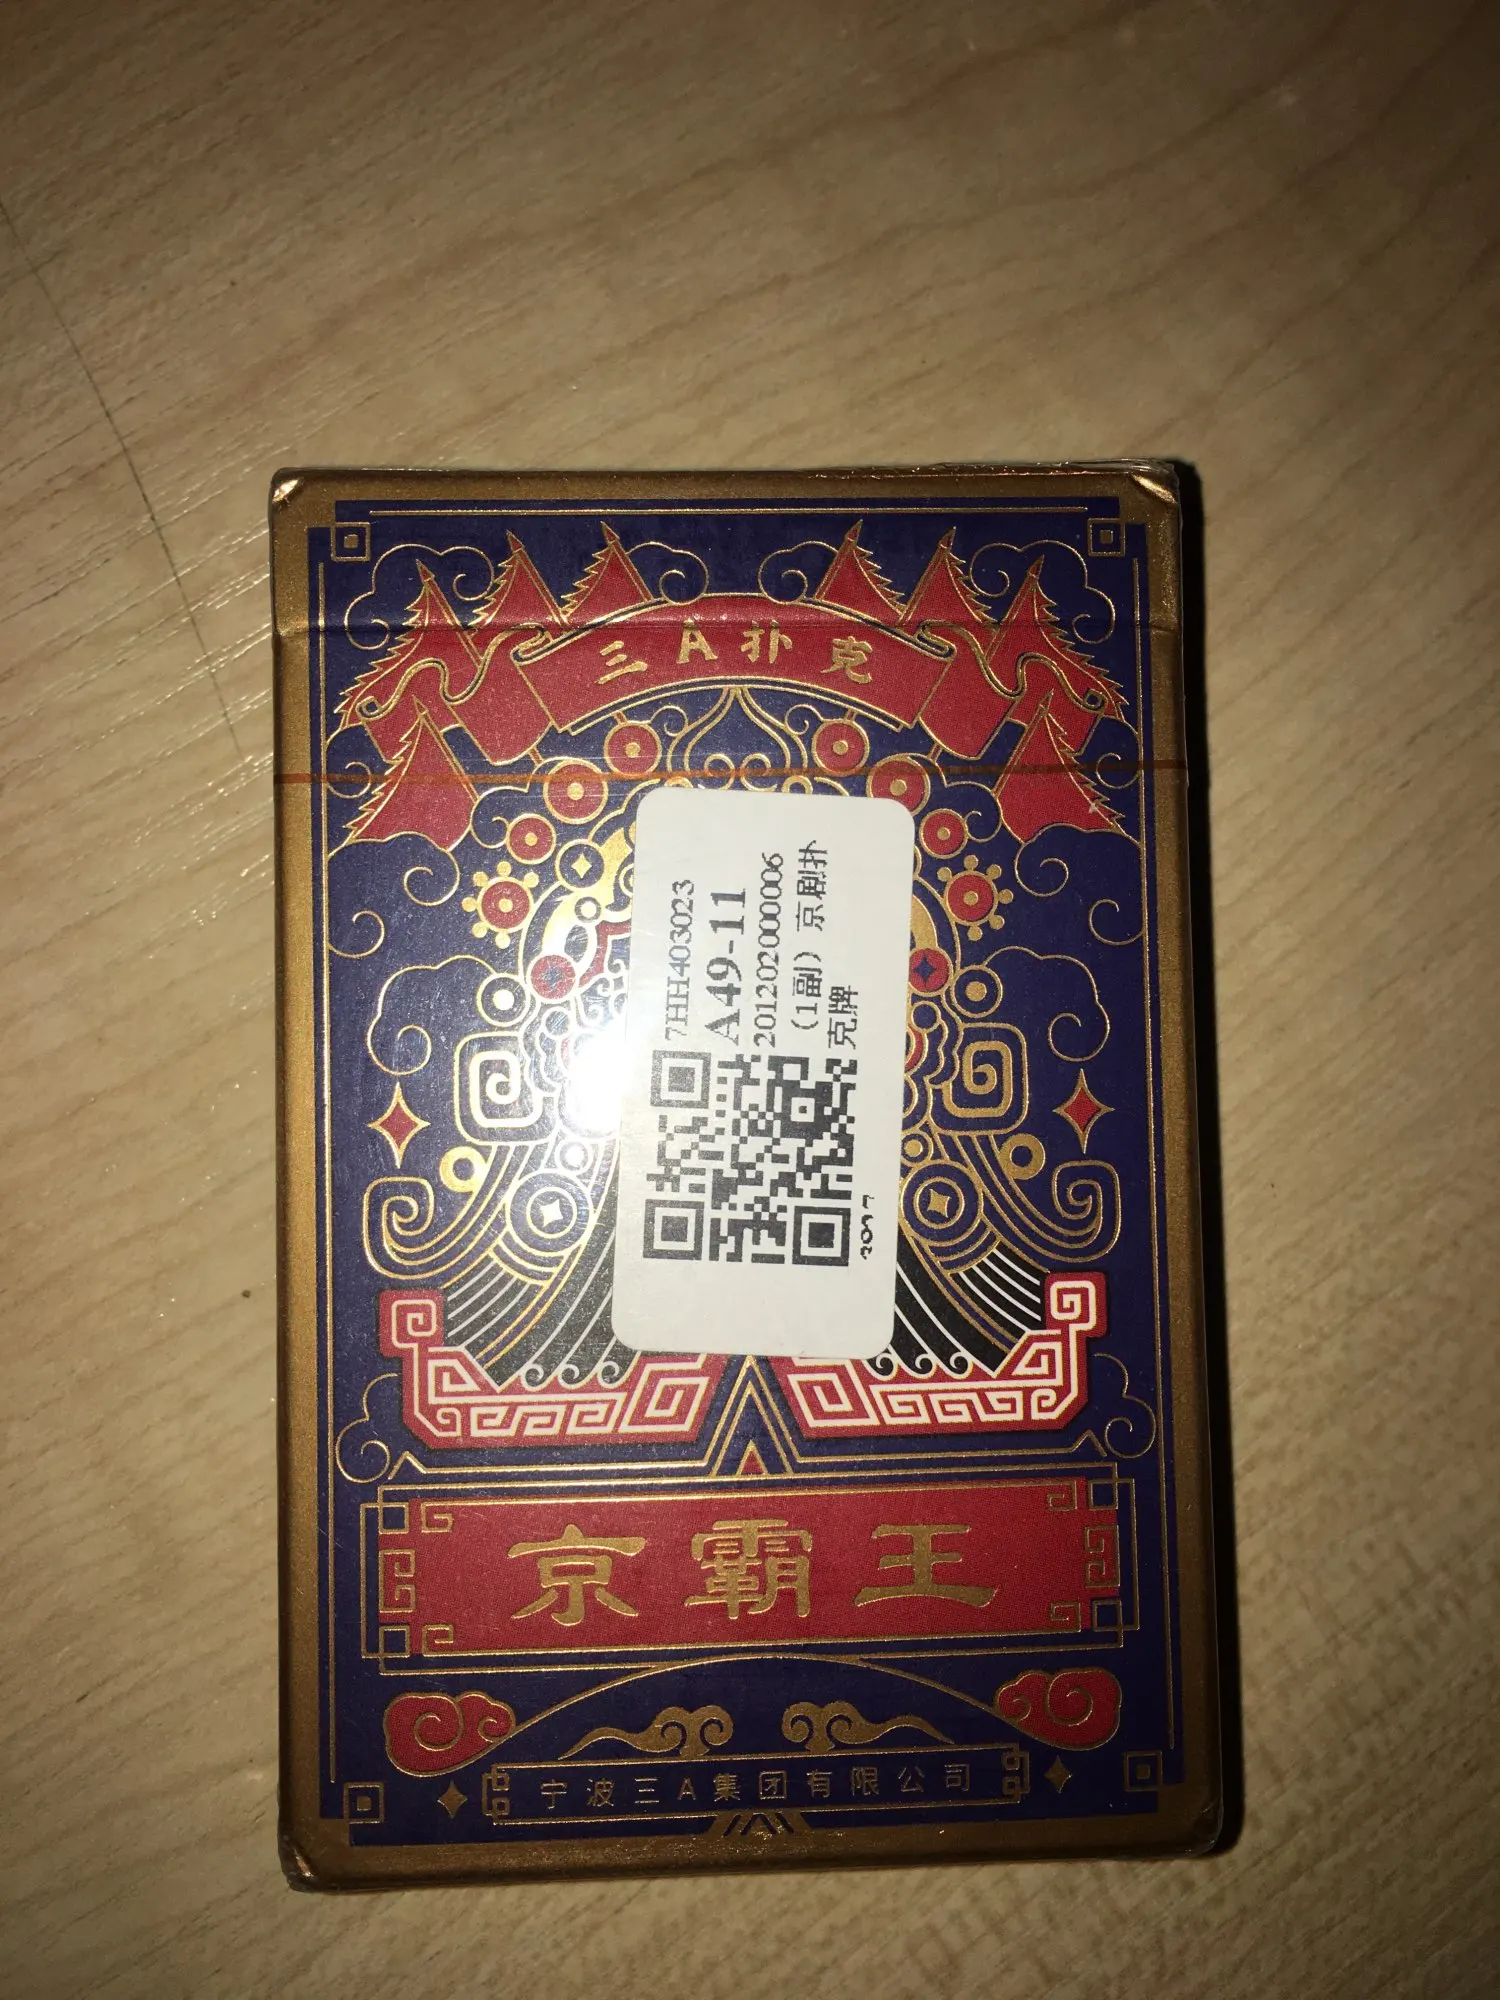 三A扑克
7HH403023
A49-11
2012020000006
（1副）京剧扑
克牌
京霸王
宁波三A集团有限公司